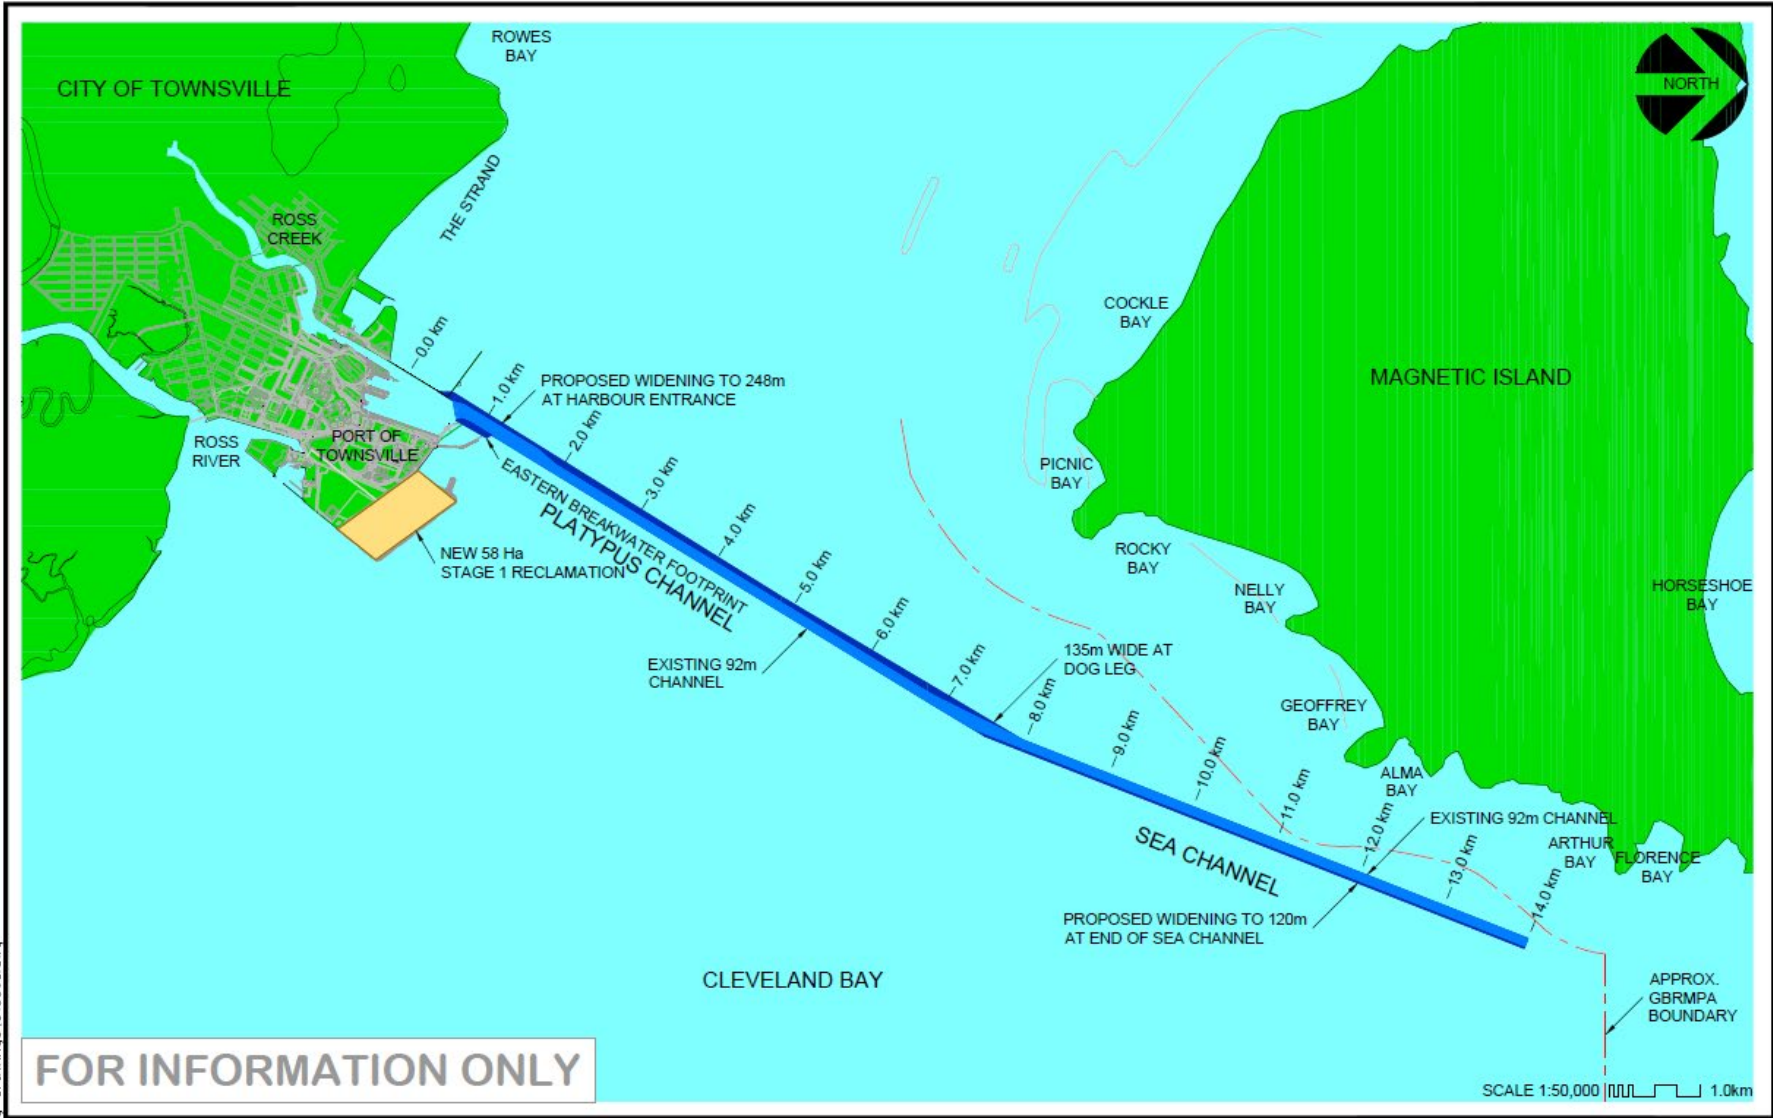 ROWES
BAY
CITY OF TOWNSVILLE
NORTH
THE STRAND
ROSS
CREEK
COCKLE
BAY
MAGNETIC ISLAND
0.0 km
1.0 km
PROPOSED WIDENING TO 248m
AT HARBOUR ENTRANCE
2.0 km
ROSS
RIVER
PORT OF
TOWNSVILLE
3.0 km
PICNIC
BAY
EASTERN BREAKWATER FOOTPRINT
PLATYPUS CHANNEL
4.0 km
NEW 58 Ha
STAGE 1 RECLAMATION
5.0 km
ROCKY
BAY
NELLY
BAY
HORSESHOE
BAY
6.0 km
EXISTING 92m
CHANNEL
7.0 km
135m WIDE AT
DOG LEG
8.0 km
GEOFFREY
BAY
9.0 km
10.0 km
11.0 km
ALMA
BAY
12.0 km
EXISTING 92m CHANNEL
SEA CHANNEL
13.0 km
ARTHUR
BAY
FLORENCE
BAY
14.0 km
PROPOSED WIDENING TO 120m
AT END OF SEA CHANNEL
CLEVELAND BAY
APPROX.
GBRMPA
BOUNDARY
FOR INFORMATION ONLY
SCALE 1:50,000
1.0km